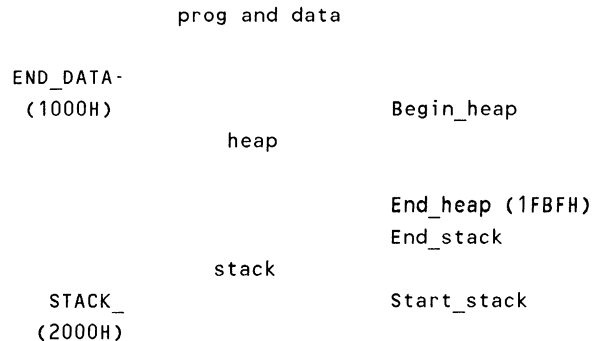 prog and data
END_DATA-
(1000H) Begin_heap
heap
End_heap (1FBFH)
End_stack
stack
STACK_ Start_stack
(2000H)